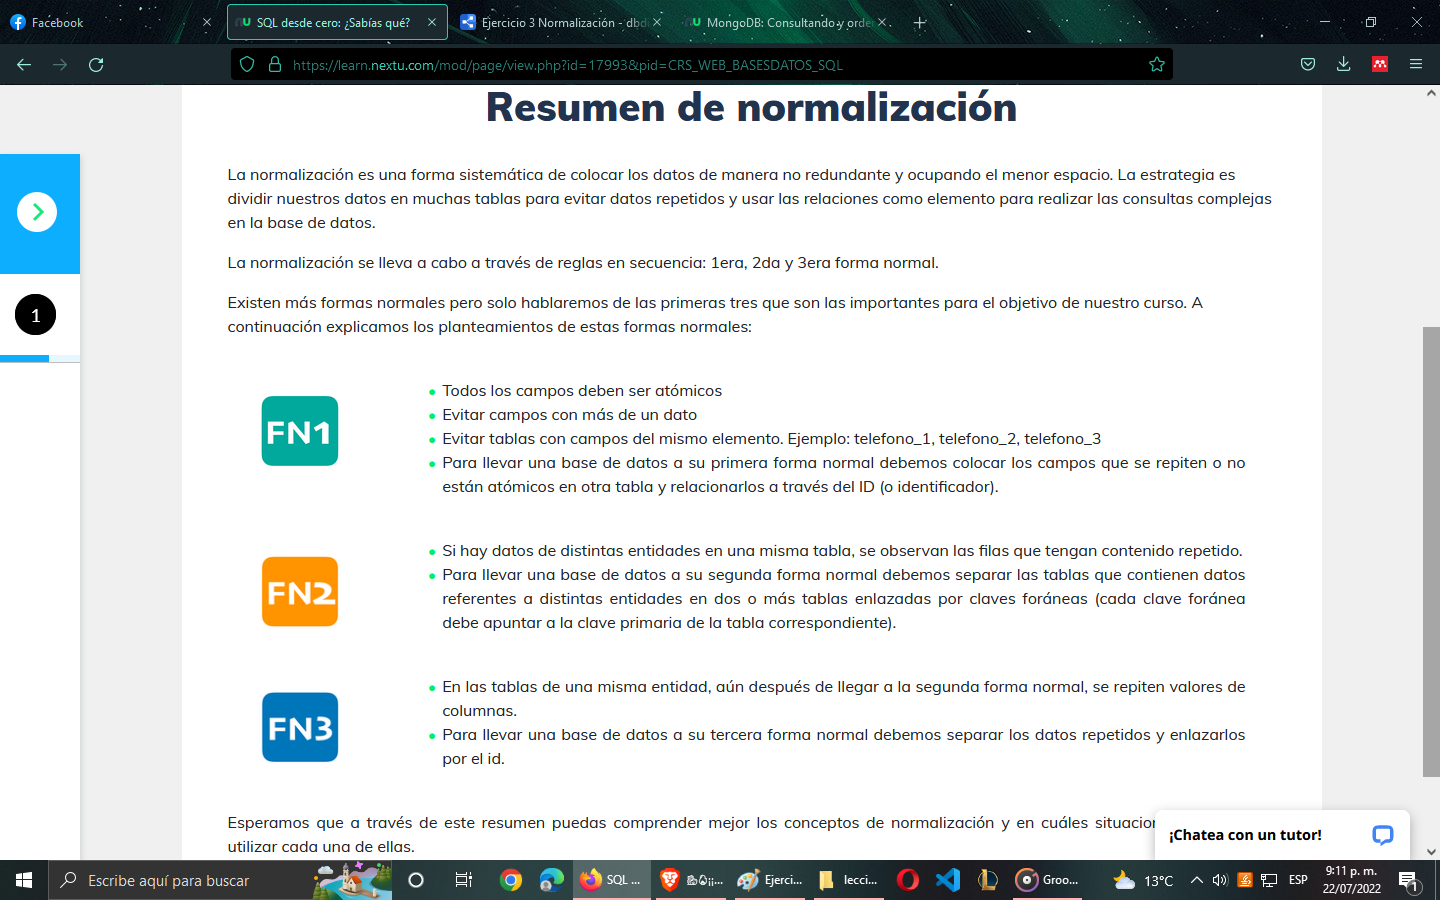 Facebook
SQL desde cero: ¿Sabías qué?
Ejercicio 3 Normalización - dbd
MongoDB: Consultando y orde
https://learn.nextu.com/mod/page/view.php?id=17993&pid=CRS_WEB_BASESDATOS_SQL
Resumen de normalización
La normalización es una forma sistemática de colocar los datos de manera no redundante y ocupando el menor espacio. La estrategia es
dividir nuestros datos en muchas tablas para evitar datos repetidos y usar las relaciones como elemento para realizar las consultas complejas
en la base de datos.
La normalización se lleva a cabo a través de reglas en secuencia: 1era, 2da y 3era forma normal.
Existen más formas normales pero solo hablaremos de las primeras tres que son las importantes para el objetivo de nuestro curso. A
continuación explicamos los planteamientos de estas formas normales:
1
FN1
Todos los campos deben ser atómicos
Evitar campos con más de un dato
Evitar tablas con campos del mismo elemento. Ejemplo: telefono_1, telefono_2, telefono_3
Para llevar una base de datos a su primera forma normal debemos colocar los campos que se repiten o no
están atómicos en otra tabla y relacionarlos a través del ID (o identificador).
FN2
Si hay datos de distintas entidades en una misma tabla, se observan las filas que tengan contenido repetido.
Para llevar una base de datos a su segunda forma normal debemos separar las tablas que contienen datos
referentes a distintas entidades en dos o más tablas enlazadas por claves foráneas (cada clave foránea
debe apuntar a la clave primaria de la tabla correspondiente).
FN3
En las tablas de una misma entidad, aún después de llegar a la segunda forma normal, se repiten valores de
columnas.
Para llevar una base de datos a su tercera forma normal debemos separar los datos repetidos y enlazarlos
por el id.
Esperamos que a través de este resumen puedas comprender mejor los conceptos de normalización y en cuáles situacion
utilizar cada una de ellas.
¡Chatea con un tutor!
Escribe aquí para buscar
SQL ...
Ejerci...
lecci...
Groo...
13°C
ESP
9:11 p. m.
22/07/2022
1